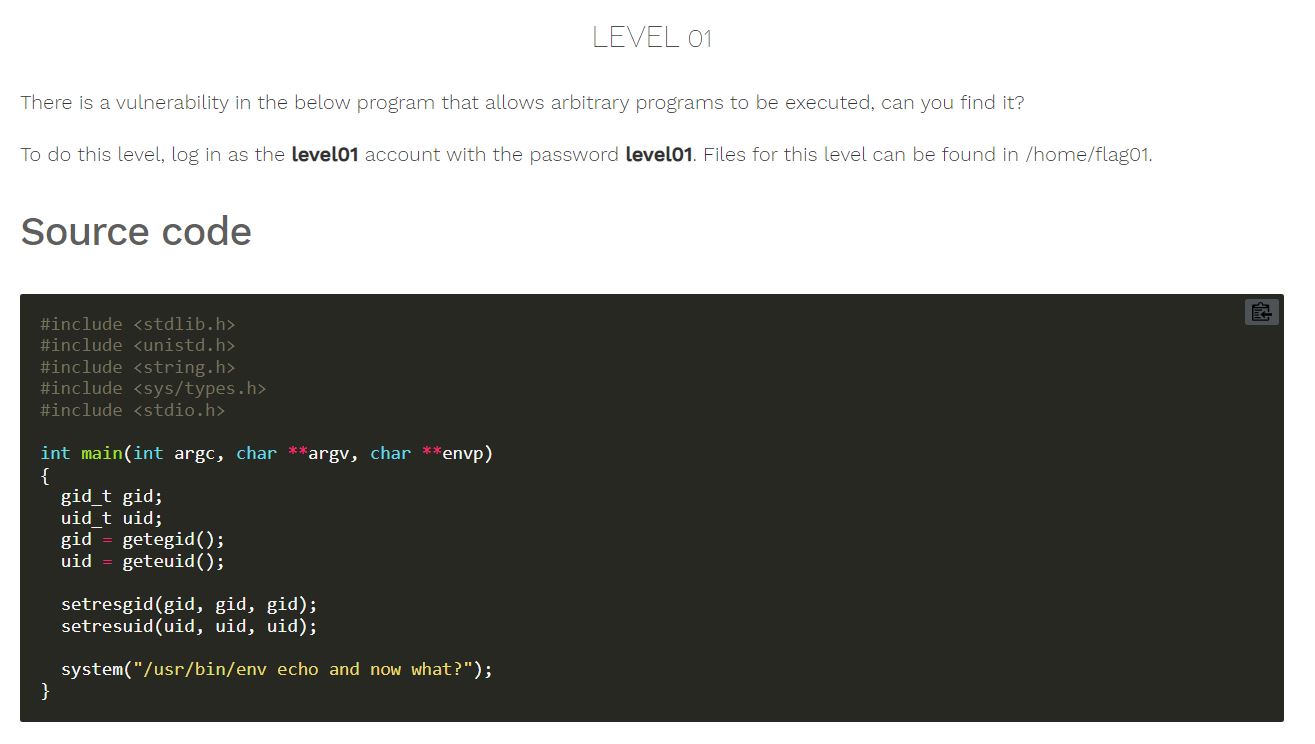 LEVEL 01
There is a vulnerability in the below program that allows arbitrary programs to be executed, can you find it?
To do this level, log in as the level01 account with the password level01. Files for this level can be found in /home/flag01.
Source code
#include <stdlib.h>
#include <unistd.h>
#include <string.h>
#include <sys/types.h>
#include <stdio.h>
int main(int argc, char **argv, char **envp)
{
gid_t gid;
uid_t uid;
gid = getegid();
uid = geteuid();
setresgid(gid, gid, gid);
setresuid(uid, uid, uid);
system("/usr/bin/env echo and now what?");
}